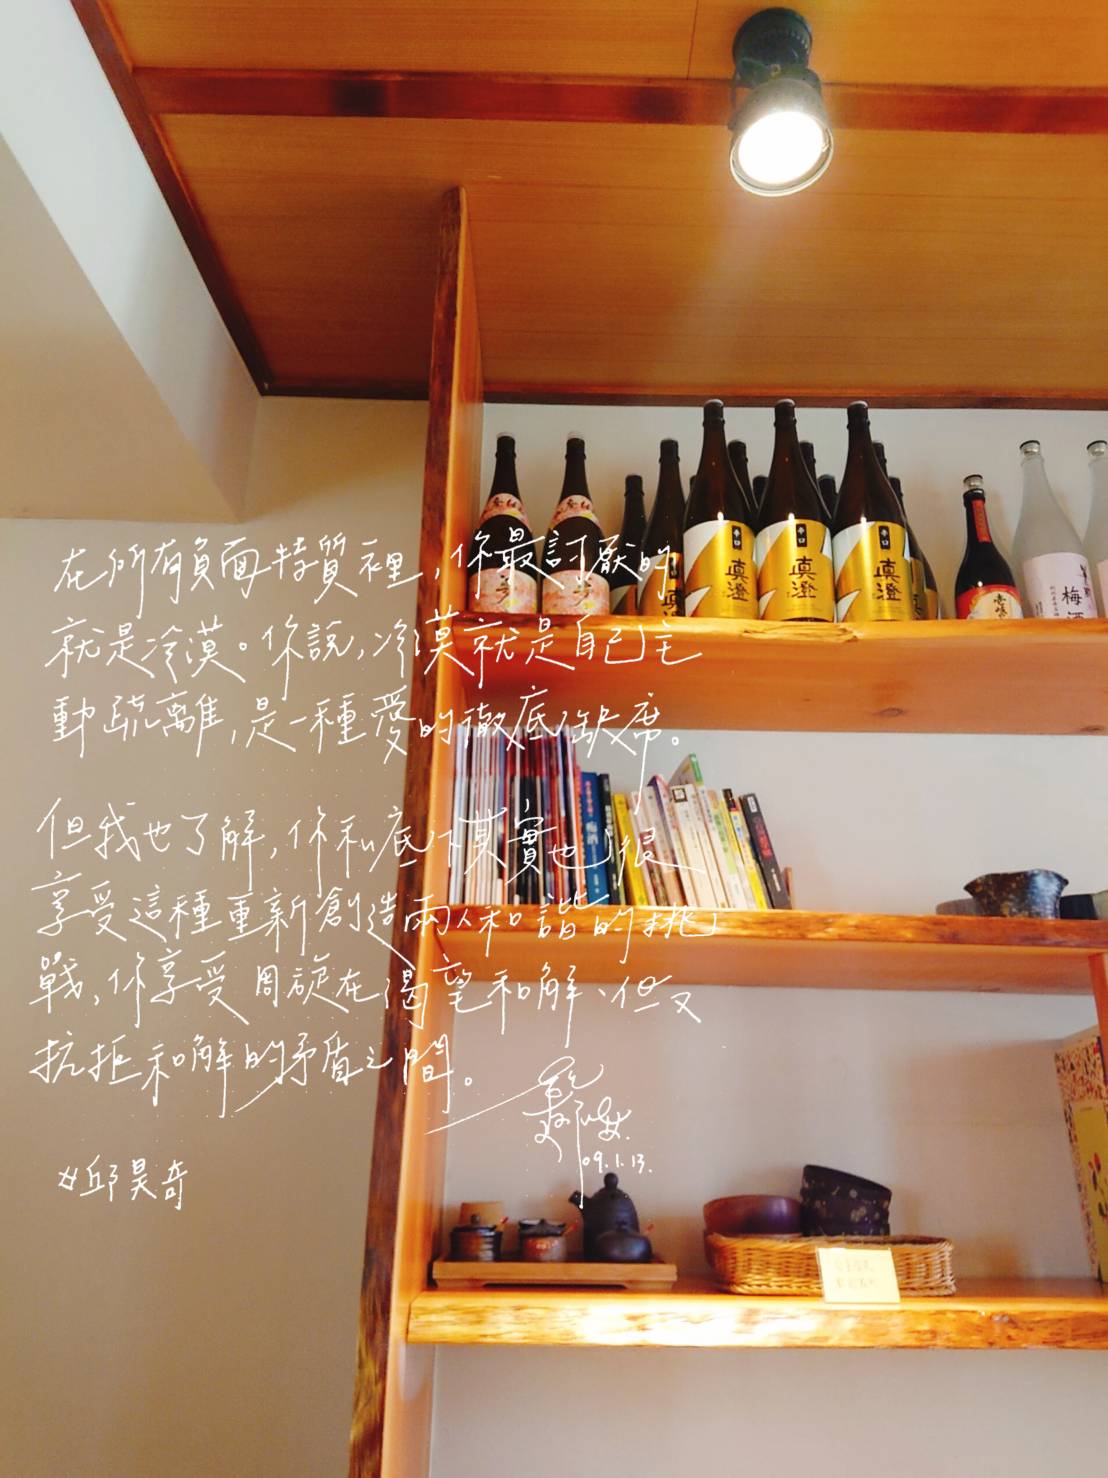 在所有負面特質裡,你最討厭的
就是冷漠。你說,冷漠就是自己主
動疏離,是一種愛的徹底缺席。
但我也了解,你私底下其實也很
享受這種重新創造兩人和諧的挑
戰,你享受周旋在渴望和解、但又
抗拒和解的矛盾之間。
09.1.13.
#邱昊奇
辛口
真澄
辛口
真澄
辛口
真澄
梅酒